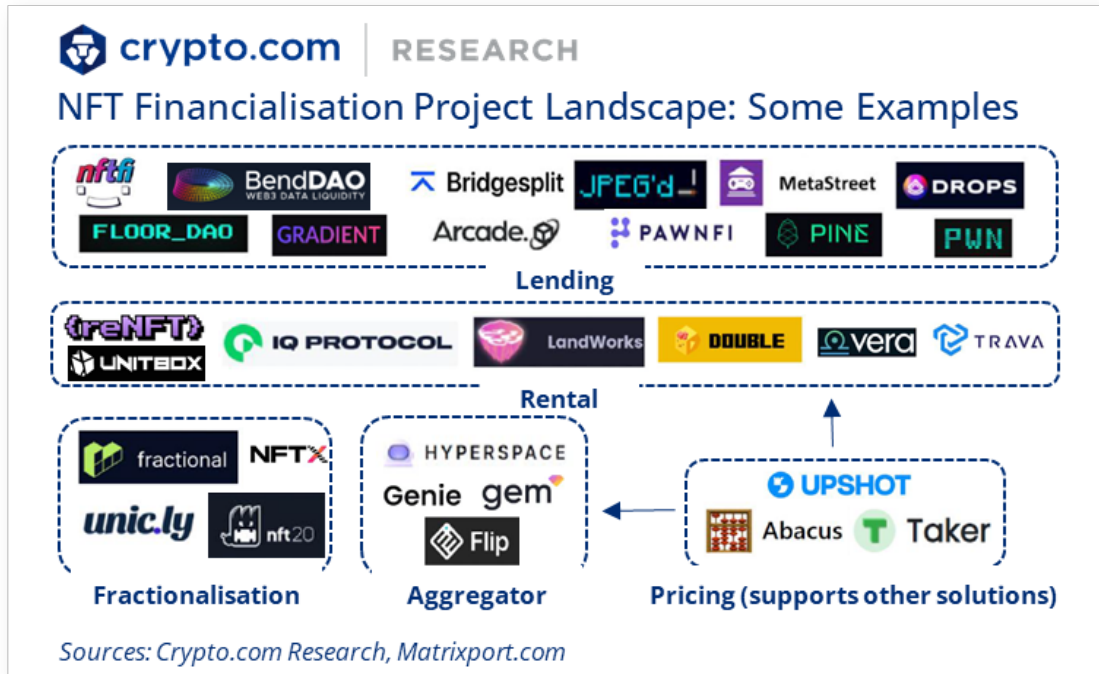 crypto.com | RESEARCH
NFT Financialisation Project Landscape: Some Examples
nftfi BendDAO Bridgesplit JPEG'd MetaStreet DROPS
WEB3 DATA LIQUIDITY
FLOOR_DAO GRADIENT Arcade. PAWNFI PINE PWN
Lending
{reNFT} IQ PROTOCOL LandWorks DOUBLE vera TRAVA
UNITBOX
Rental
fractional NFTX
unic.ly nft20
Fractionalisation
HYPERSPACE
Genie gem
Flip
Aggregator
UPSHOT
Abacus T Taker
Pricing (supports other solutions)
Sources: Crypto.com Research, Matrixport.com